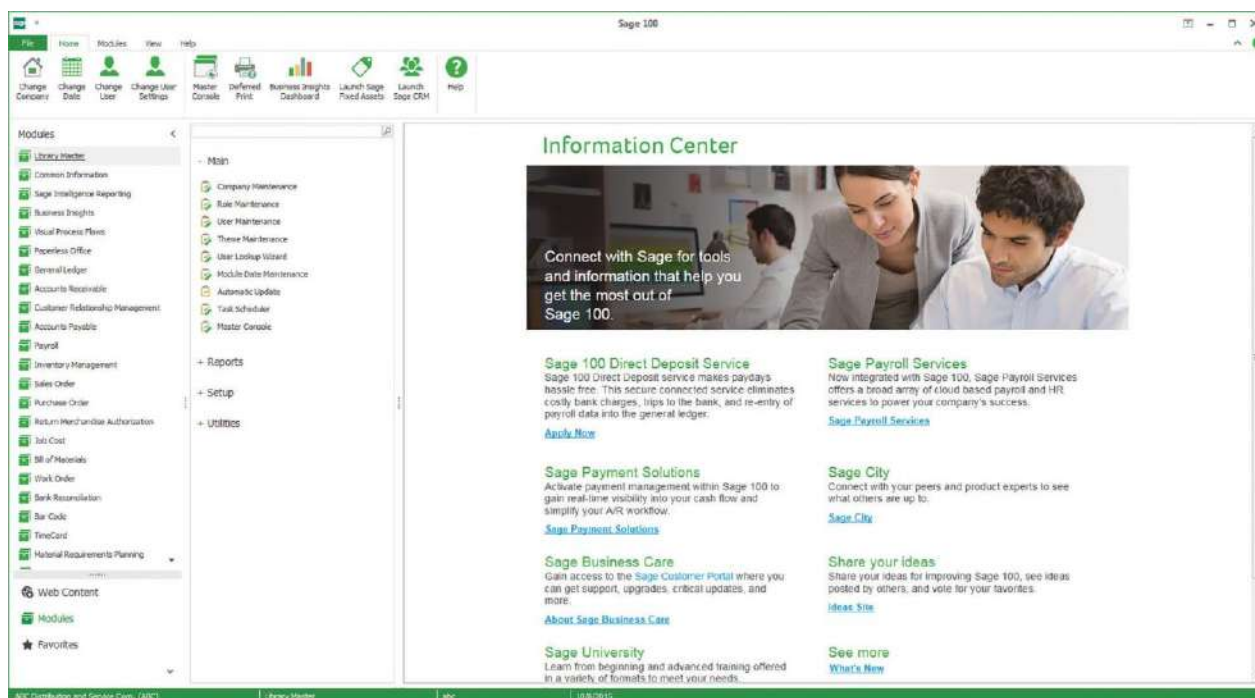 sage
Sage 100
File Home Modules View Help
Change Company
Change Date
Change User
Change User Settings
Master Console
Deferred Print
Business Insights Dashboard
Launch Sage Fixed Assets
Launch Sage CRM
Help
Modules
Library Master
Common Information
Sage Intelligence Reporting
Business Insights
Visual Process Flows
Paperless Office
General Ledger
Accounts Receivable
Customer Relationship Management
Accounts Payable
Payroll
Inventory Management
Sales Order
Purchase Order
Return Merchandise Authorization
Job Cost
Bill of Materials
Work Order
Bank Reconciliation
Bar Code
TimeCard
Material Requirements Planning
Web Content
Modules
Favorites
- Main
Company Maintenance
Role Maintenance
User Maintenance
Theme Maintenance
User Lookup Wizard
Module Date Maintenance
Automatic Update
Task Scheduler
Master Console
+ Reports
+ Setup
+ Utilities
Information Center
Connect with Sage for tools
and information that help you
get the most out of
Sage 100.
Sage 100 Direct Deposit Service
Sage 100 Direct Deposit service makes paydays
hassle free. This secure connected service eliminates
costly bank charges, trips to the bank, and re-entry of
payroll data into the general ledger.
Apply Now
Sage Payroll Services
Now integrated with Sage 100, Sage Payroll Services
offers a broad array of cloud based payroll and HR
services to power your company's success.
Sage Payroll Services
Sage Payment Solutions
Activate payment management within Sage 100 to
gain real-time visibility into your cash flow and
simplify your A/R workflow.
Sage Payment Solutions
Sage City
Connect with your peers and product experts to see
what others are up to.
Sage City
Sage Business Care
Gain access to the Sage Customer Portal where you
can get support, upgrades, critical updates, and
more.
About Sage Business Care
Share your ideas
Share your ideas for improving Sage 100, see ideas
posted by others, and vote for your favorites.
Ideas Site
Sage University
Learn from beginning and advanced training offered
in a variety of formats to meet your needs.
See more
What's New
ABC Distribution and Service Corp. (ABC)
Library Master
abc